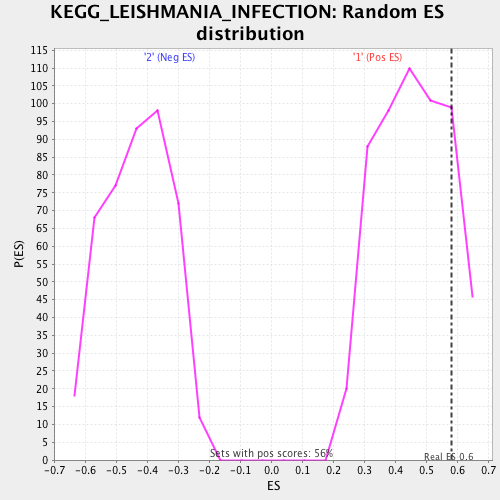 KEGG_LEISHMANIA_INFECTION: Random ES
distribution
'2' (Neg ES)
'1' (Pos ES)
115
110
105
100
95
90
85
80
75
70
65
60
55
50
45
40
35
30
25
20
15
10
5
0
P(ES)
Sets with pos scores: 56%
Real ES 0.6
-0.7 -0.6 -0.5 -0.4 -0.3 -0.2 -0.1 0.0 0.1 0.2 0.3 0.4 0.5 0.6 0.7
ES